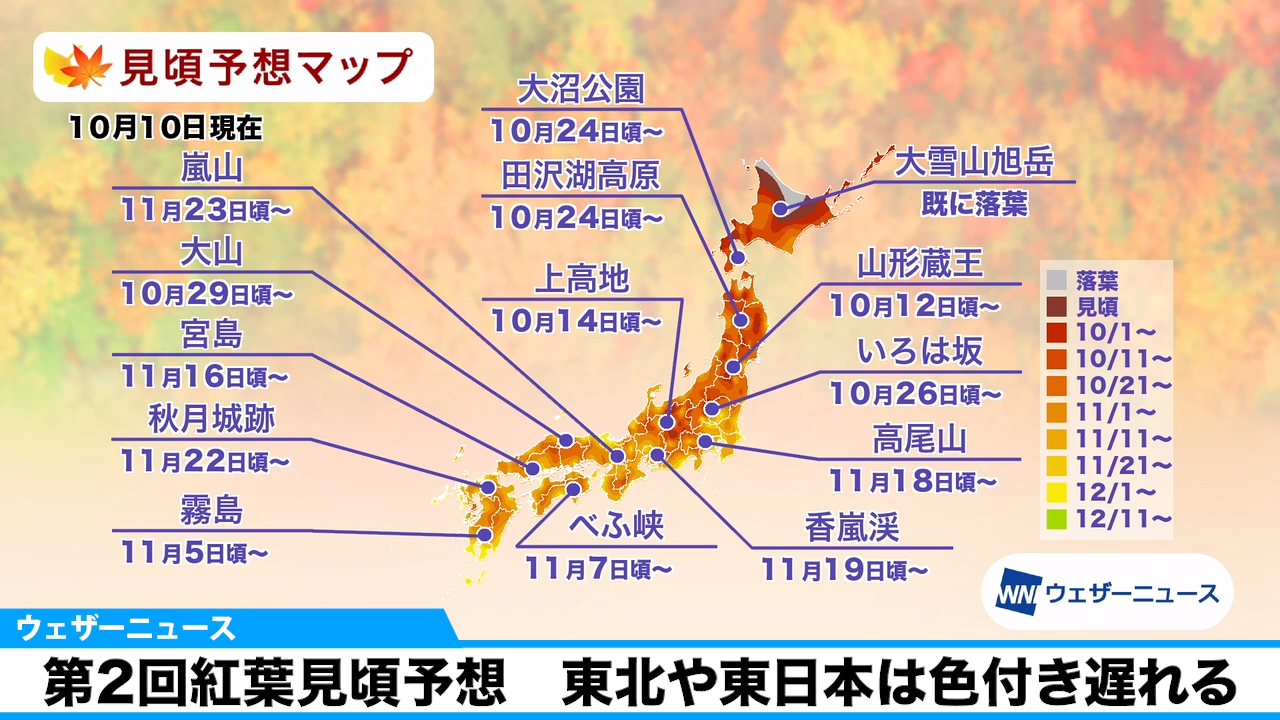 見頃予想マップ
10月10日現在
嵐山
11月23日頃〜
大山
10月29日頃〜
宮島
11月16日頃〜
秋月城跡
11月22日頃〜
霧島
11月5日頃〜
大沼公園
10月24日頃〜
田沢湖高原
10月24日頃〜
上高地
10月14日頃〜
べふ峡
11月7日頃〜
大雪山旭岳
既に落葉
山形蔵王
10月12日頃〜
いろは坂
10月26日頃〜
高尾山
11月18日頃〜
香嵐渓
11月19日頃〜
落葉
見頃
10/1〜
10/11〜
10/21〜
11/1〜
11/11〜
11/21〜
12/1〜
12/11〜
WN ウェザーニュース
ウェザーニュース
第2回紅葉見頃予想　東北や東日本は色付き遅れる